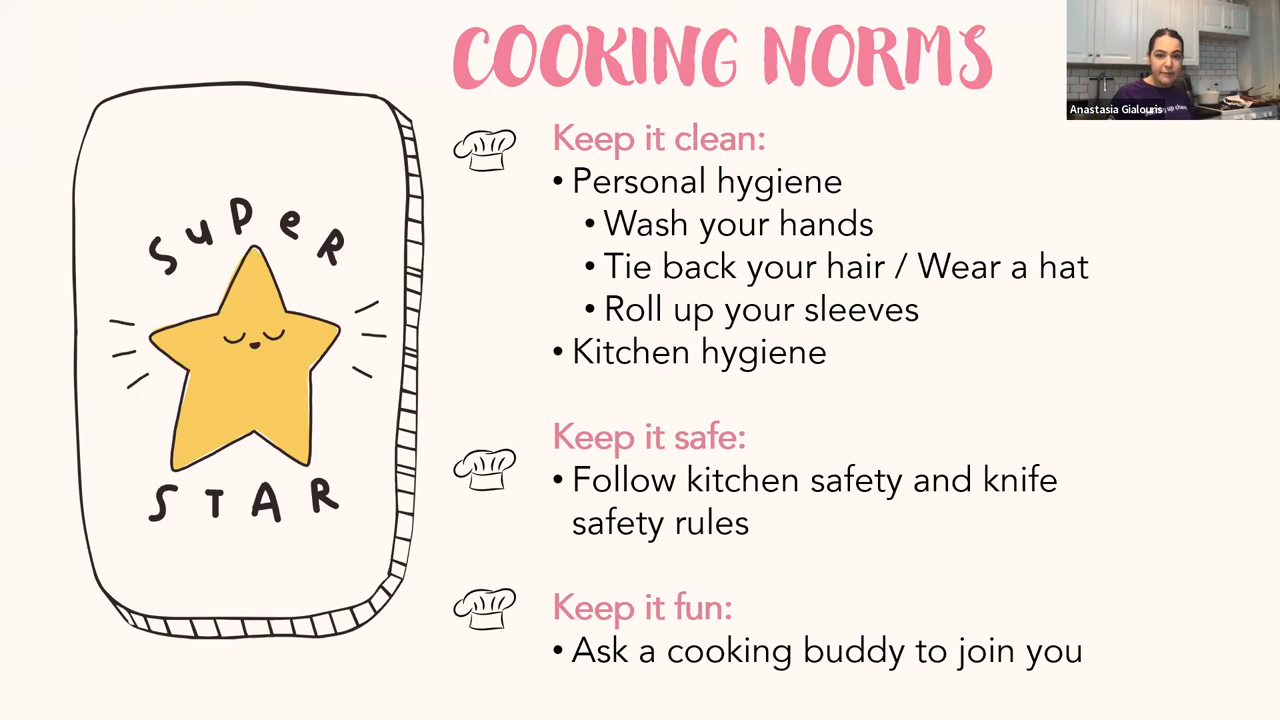 COOKING NORMS
Anastasia Gialouris
Keep it clean:
• Personal hygiene
• Wash your hands
• Tie back your hair / Wear a hat
• Roll up your sleeves
• Kitchen hygiene
SUPER
STAR
Keep it safe:
• Follow kitchen safety and knife
safety rules
Keep it fun:
• Ask a cooking buddy to join you